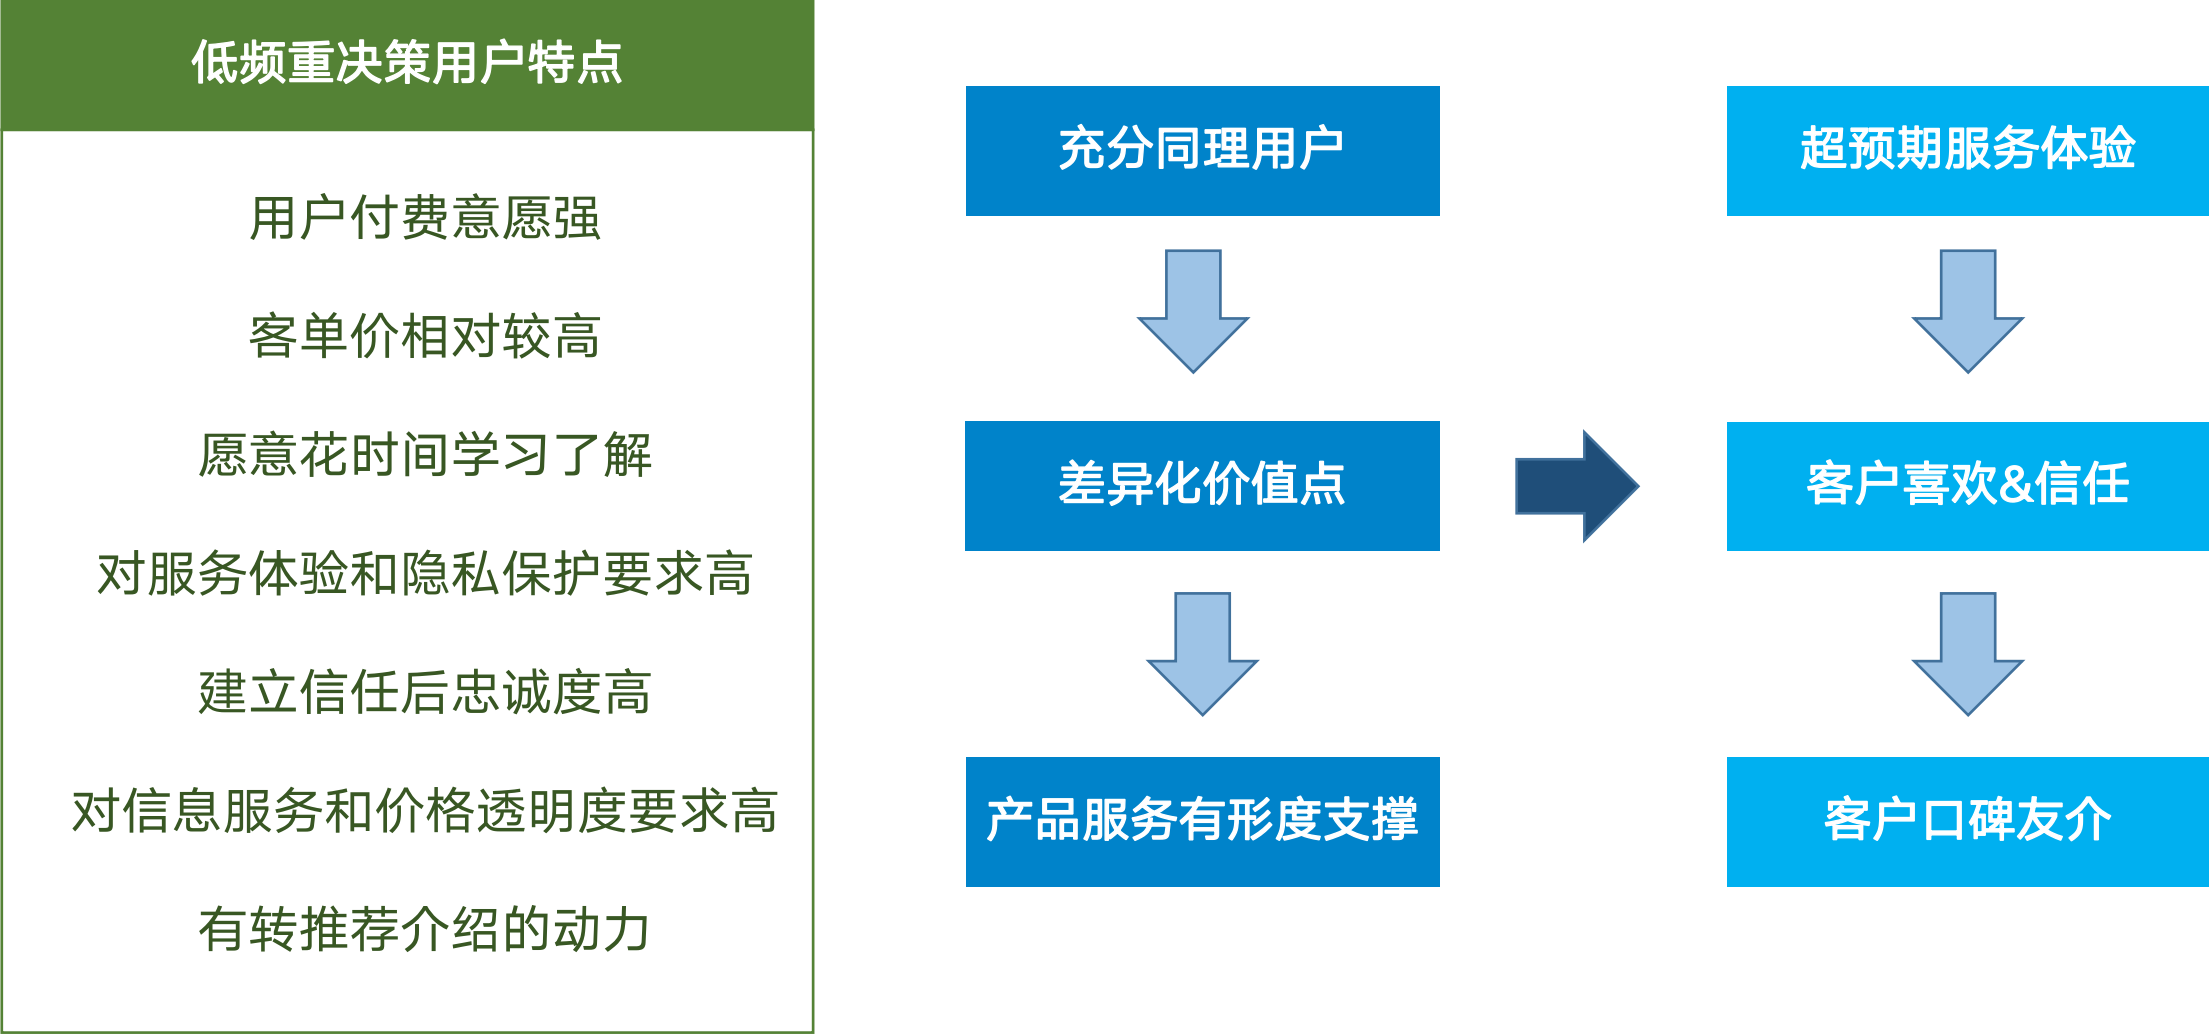 低频重决策用户特点
用户付费意愿强
客单价相对较高
愿意花时间学习了解
对服务体验和隐私保护要求高
建立信任后忠诚度高
对信息服务和价格透明度要求高
有转推荐介绍的动力
充分同理用户
差异化价值点
产品服务有形度支撑
超预期服务体验
客户喜欢&信任
客户口碑友介